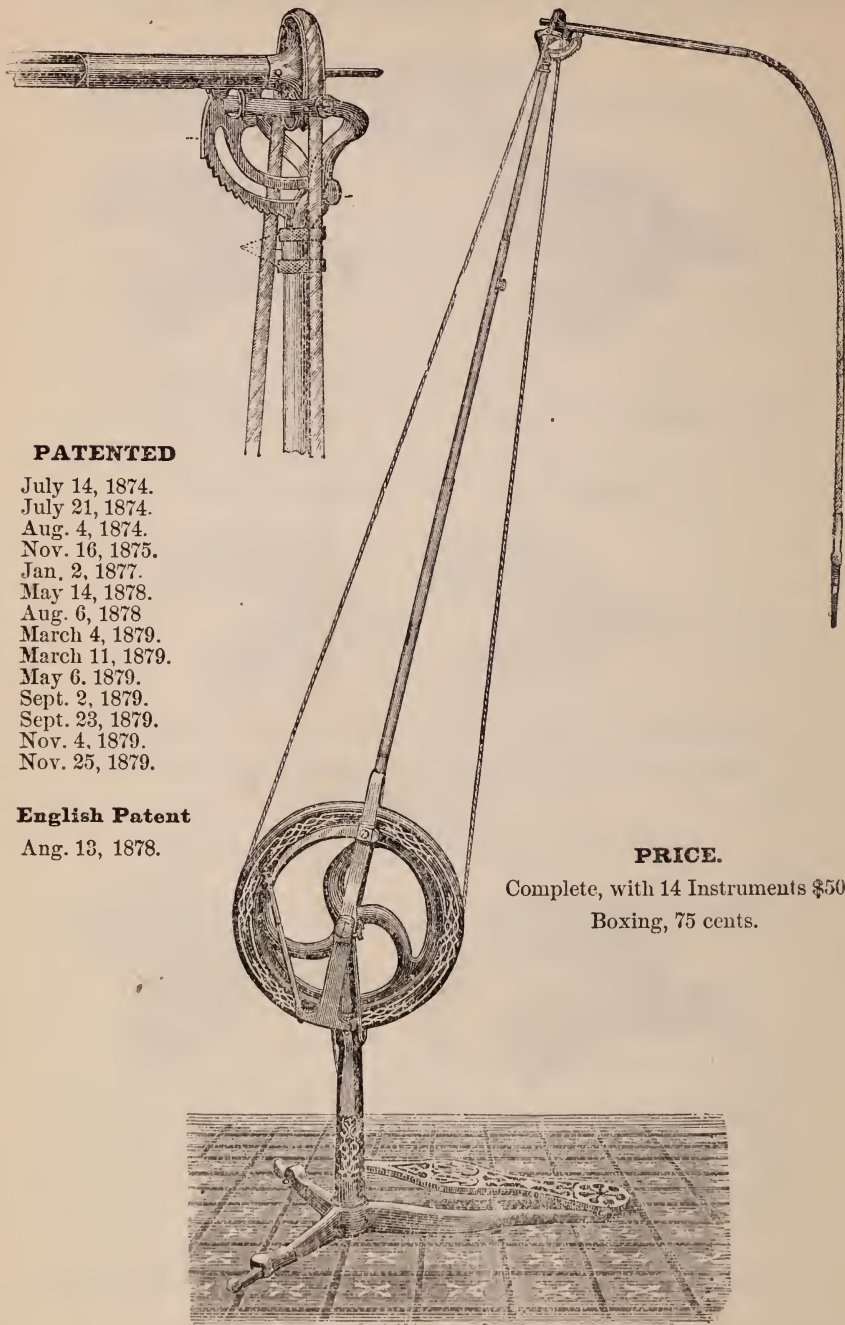 PATENTED
July 14, 1874.
July 21, 1874.
Aug. 4, 1874.
Nov. 16, 1875.
Jan. 2, 1877.
May 14, 1878.
Aug. 6, 1878
March 4, 1879.
March 11, 1879.
May 6. 1879.
Sept. 2, 1879.
Sept. 23, 1879.
Nov. 4, 1879.
Nov. 25, 1879.
English Patent
Ang. 13, 1878.
PRICE.
Complete, with 14 Instruments $50
Boxing, 75 cents.